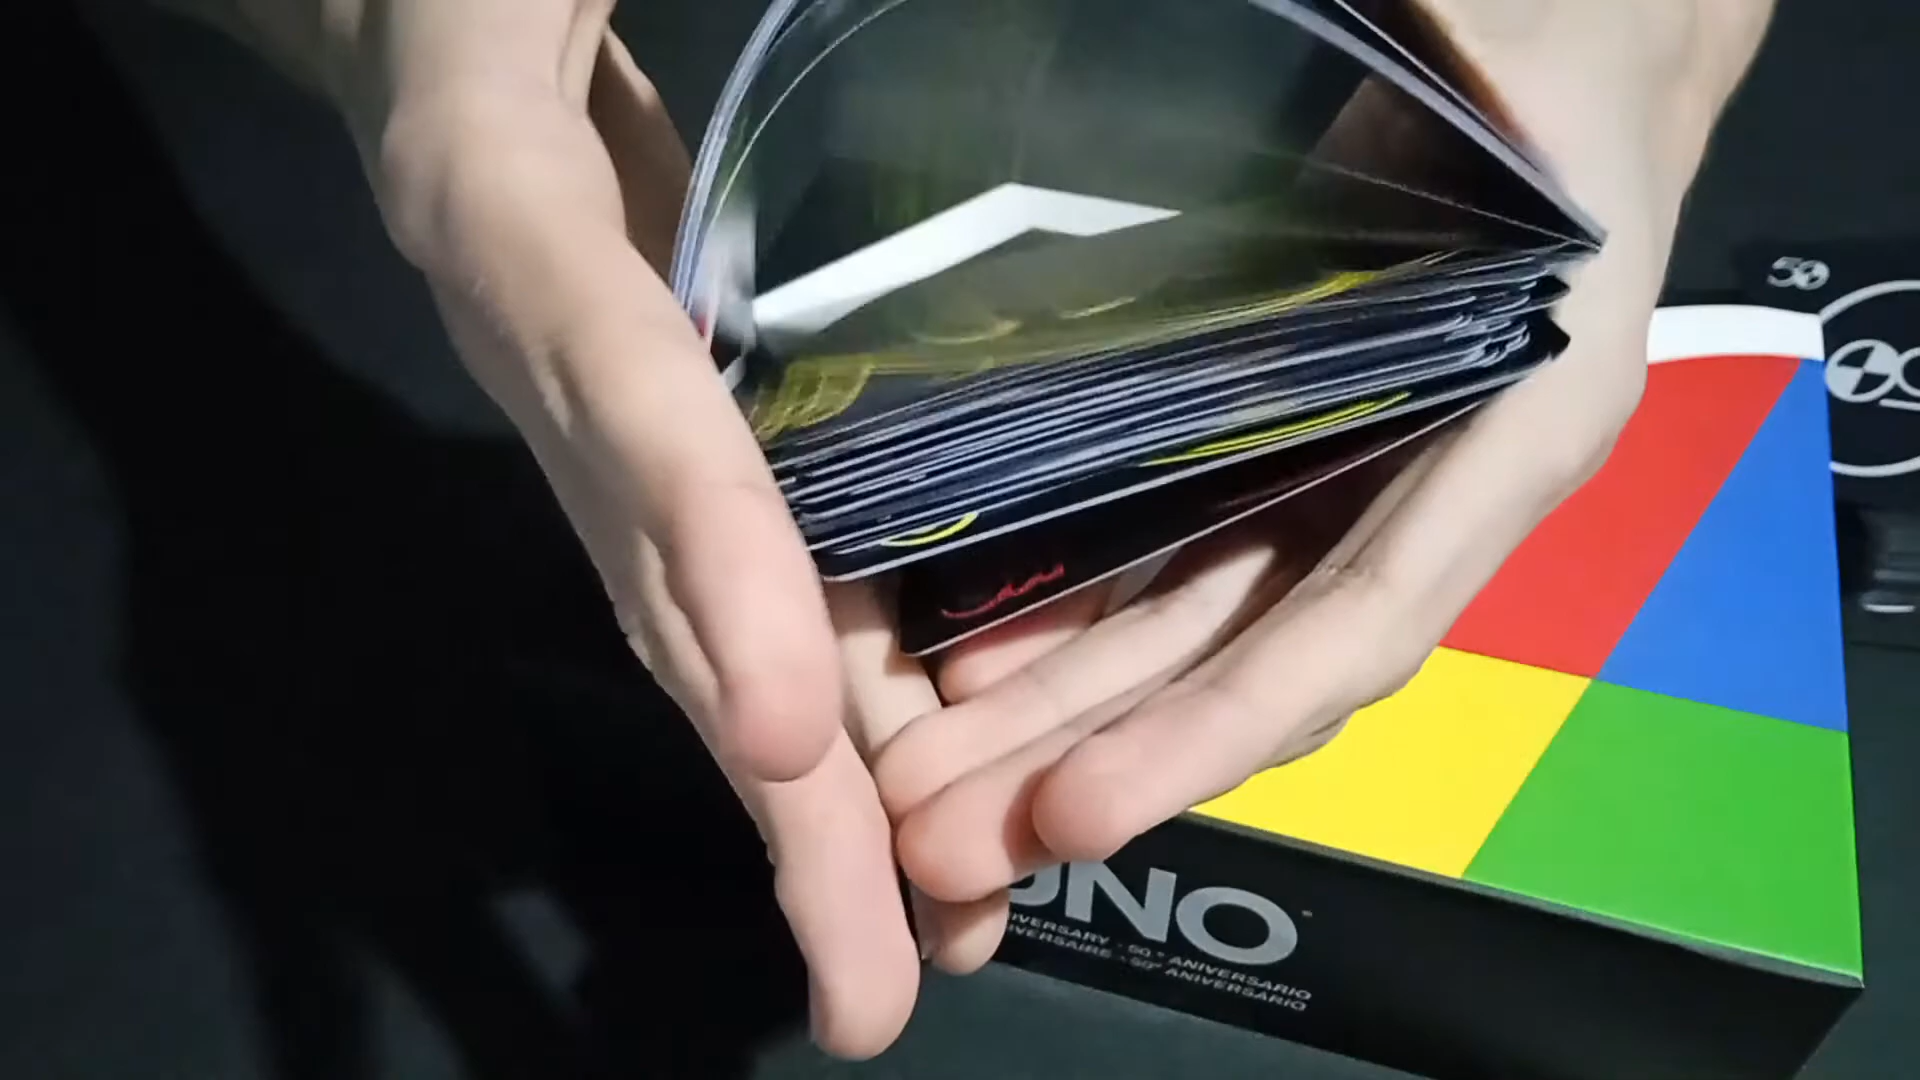 50
UNO
ANNIVERSARY · 50.° ANIVERSARIO
ANNIVERSAIRE · 50° ANIVERSARIO